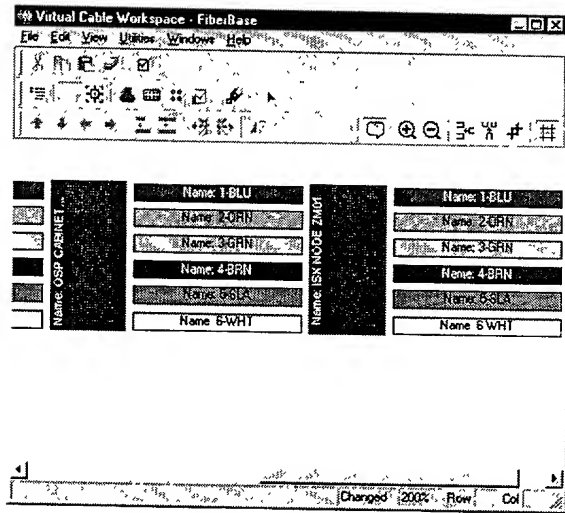 Virtual Cable Workspace - FiberBase
File Edit View Utilities Windows Help
Name: OSP CABINET...
Name: 1-BLU
Name: 2-ORN
Name: 3-GRN
Name: 4-BRN
Name: 5-SLA
Name 6-WHT
Name: ISX NODE ZM01
Name: 1-BLU
Name: 2-ORN
Name: 3-GRN
Name: 4-BRN
Name: 5-SLA
Name 6 WHT
Changed 200% Row Col